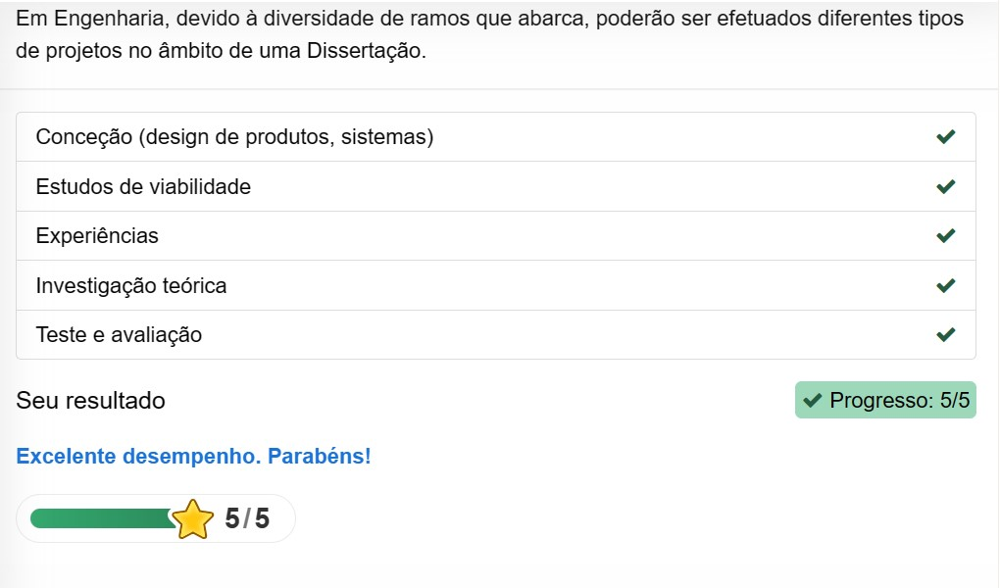 Em Engenharia, devido à diversidade de ramos que abarca, poderão ser efetuados diferentes tipos
de projetos no âmbito de uma Dissertação.
Conceção (design de produtos, sistemas)
Estudos de viabilidade
Experiências
Investigação teórica
Teste e avaliação
Seu resultado
Progresso: 5/5
Excelente desempenho. Parabéns!
5/5